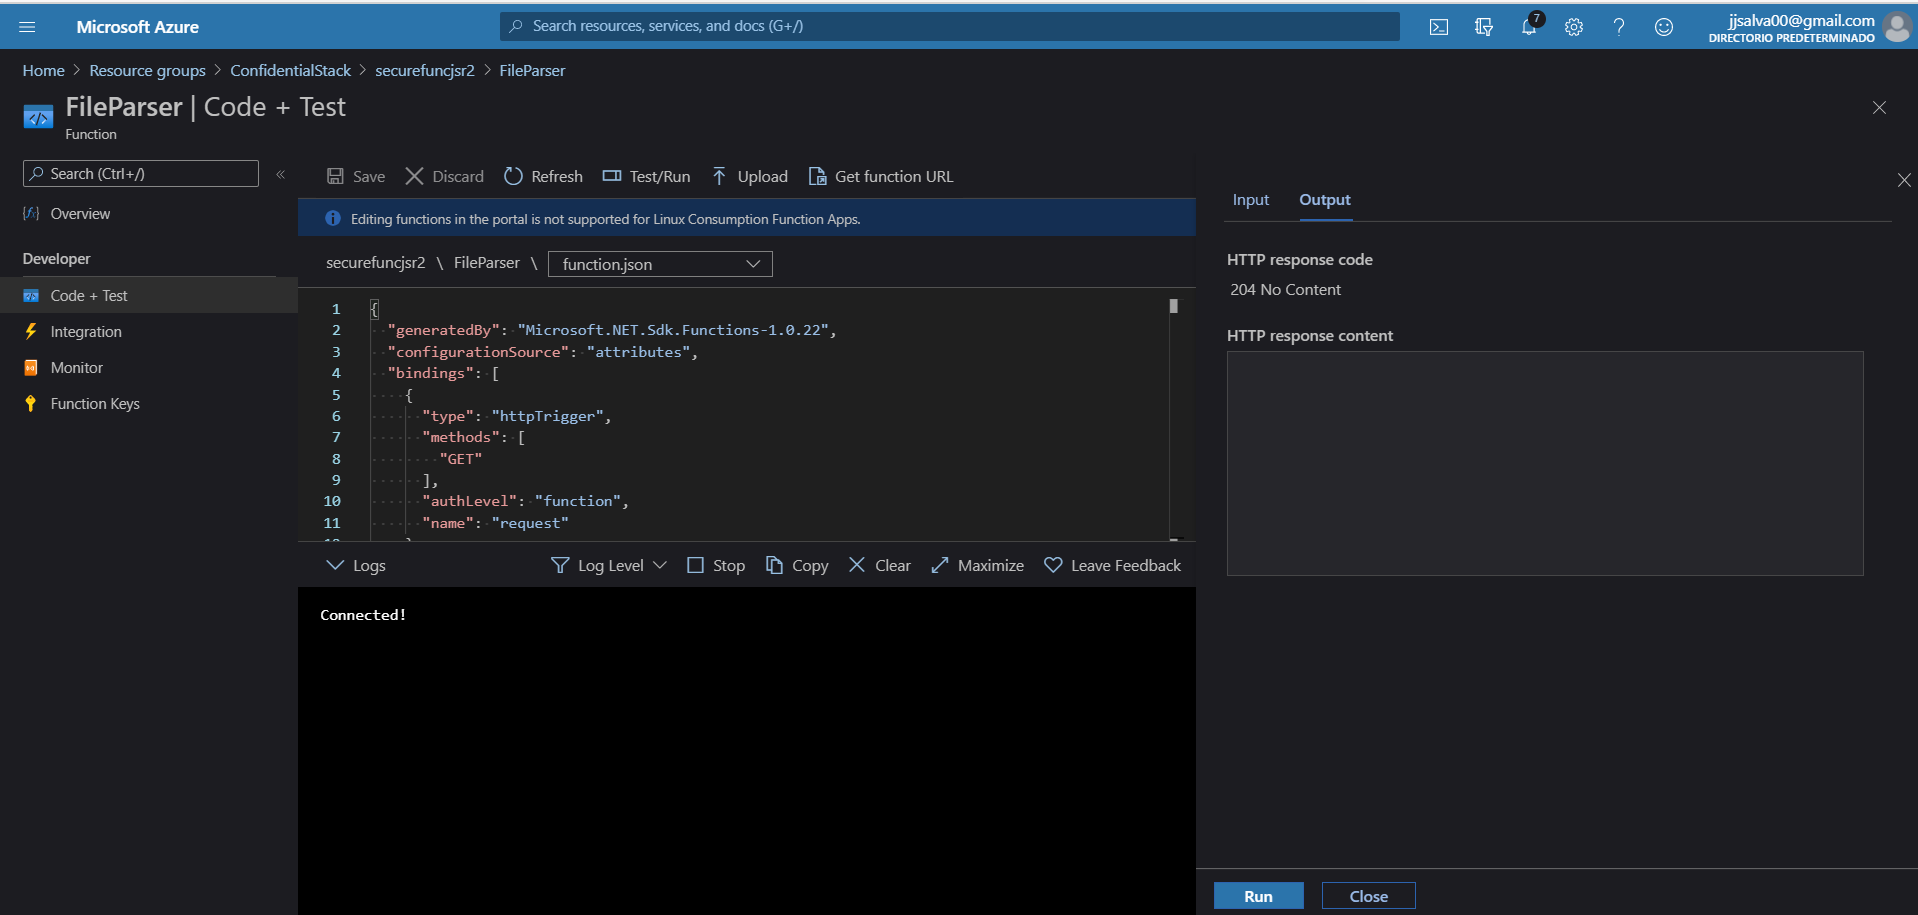 Microsoft Azure
Search resources, services, and docs (G+/)
7
jjsalva00@gmail.com
DIRECTORIO PREDETERMINADO
Home > Resource groups > ConfidentialStack > securefuncjsr2 > FileParser
FileParser | Code + Test
Function
Search (Ctrl+/)
«
Overview
Developer
Code + Test
Integration
Monitor
Function Keys
Save
Discard
Refresh
Test/Run
Upload
Get function URL
Editing functions in the portal is not supported for Linux Consumption Function Apps.
securefuncjsr2 \ FileParser \ function.json
1 {
2 "generatedBy": "Microsoft.NET.Sdk.Functions-1.0.22",
3 "configurationSource": "attributes",
4 "bindings": [
5 {
6 "type": "httpTrigger",
7 "methods": [
8 "GET"
9 ],
10 "authLevel": "function",
11 "name": "request"
Logs
Log Level
Stop
Copy
Clear
Maximize
Leave Feedback
Connected!
Input
Output
HTTP response code
204 No Content
HTTP response content
Run
Close